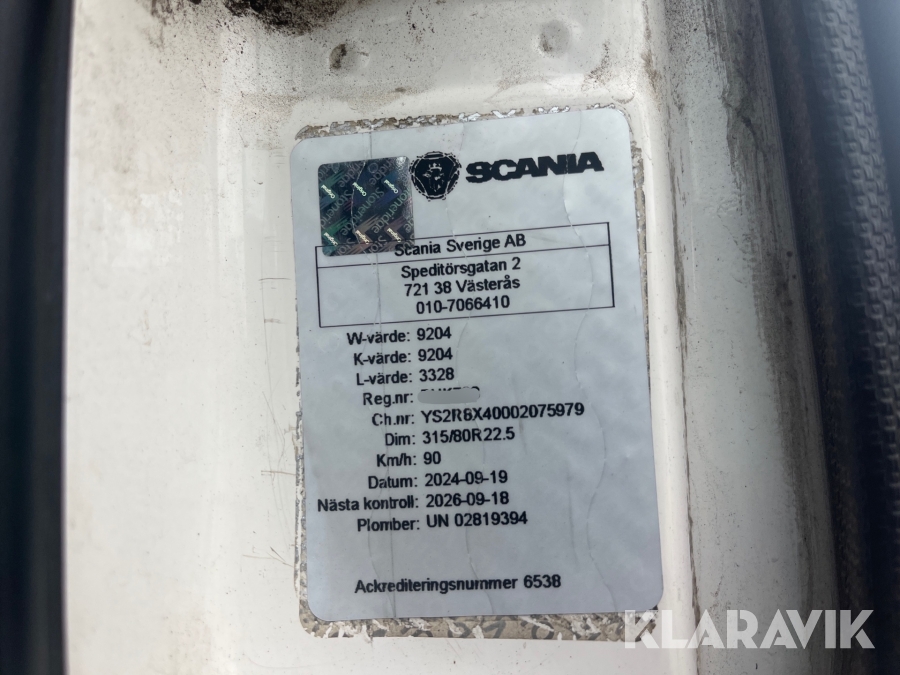 SCANIA
Scania Sverige AB
Speditörsgatan 2
721 38 Västerås
010-7066410
W-värde: 9204
K-värde: 9204
L-värde: 3328
Reg.nr:
Ch.nr: YS2R6X40002075979
Dim: 315/80R22.5
Km/h: 90
Datum: 2024-09-19
Nästa kontroll: 2026-09-18
Plomber: UN 02819394
Ackrediteringsnummer 6538
KLARAVIK